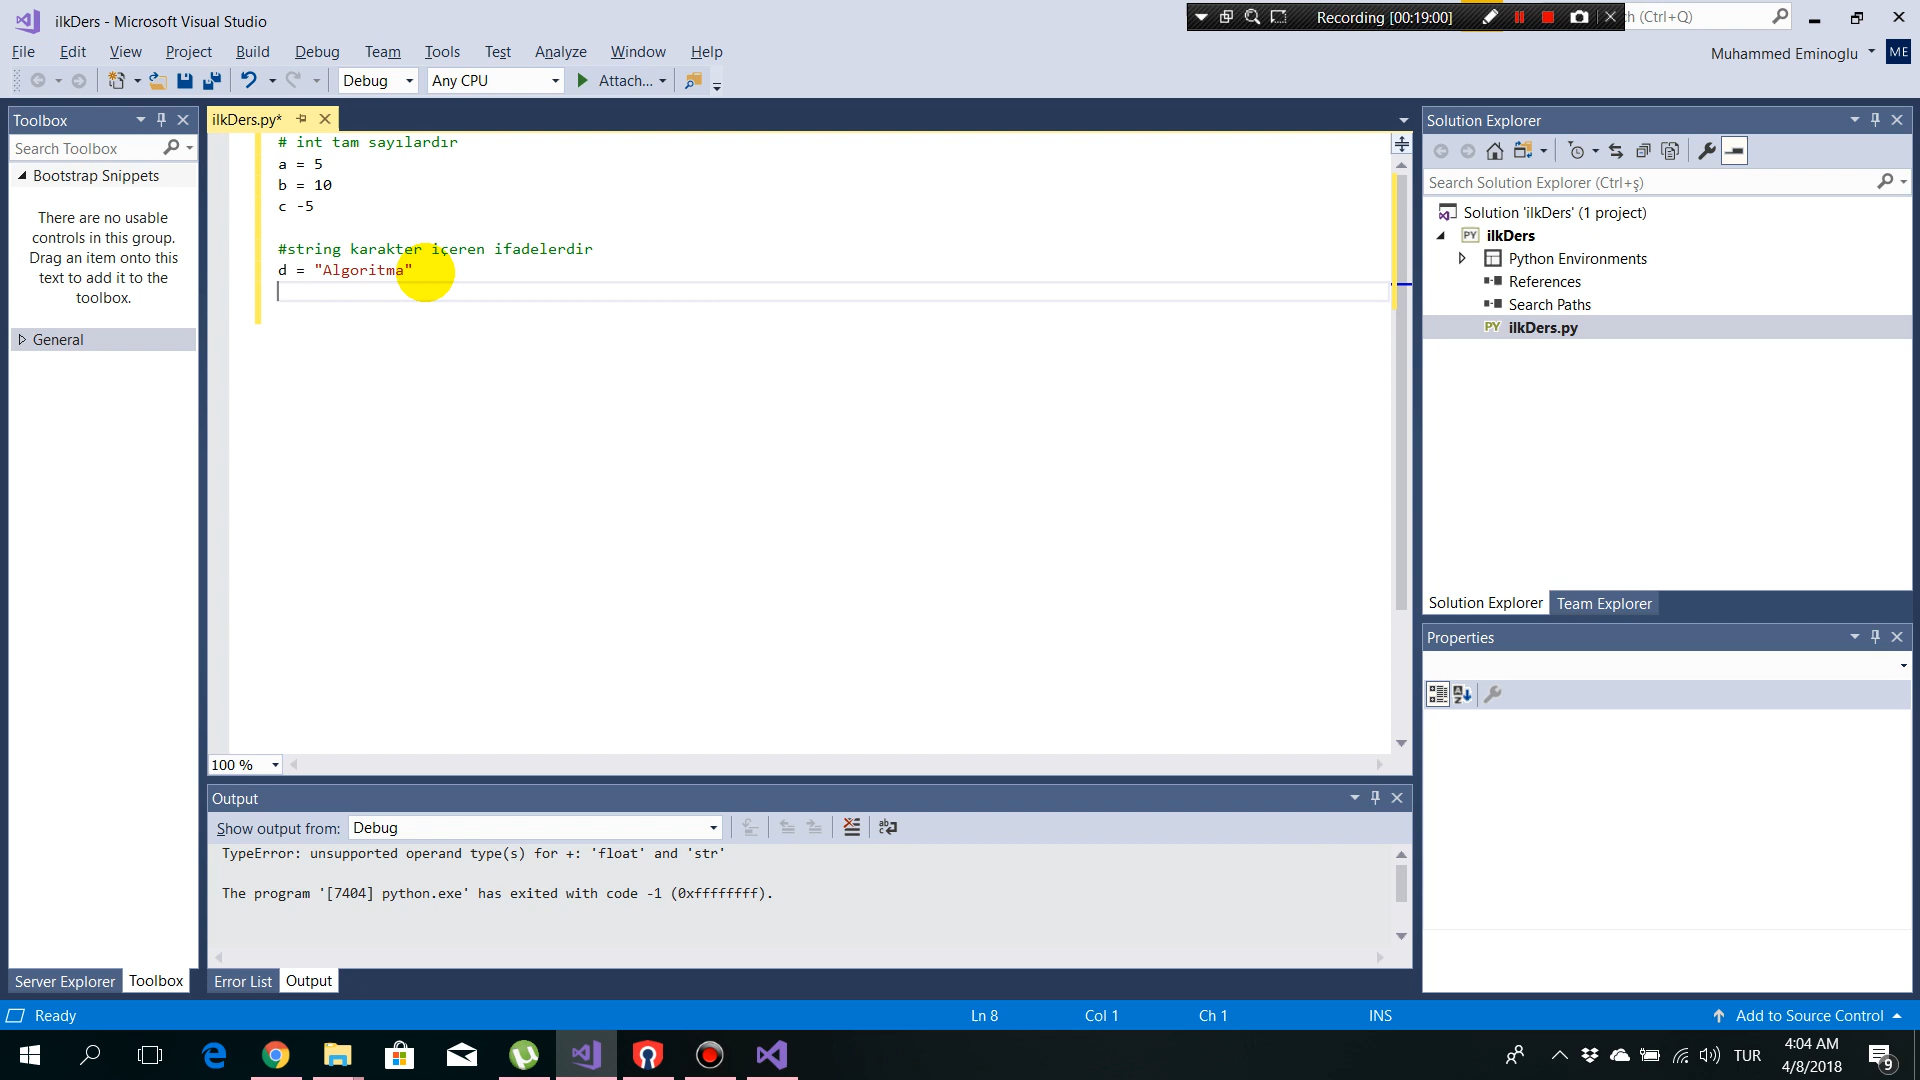 ilkDers - Microsoft Visual Studio
Recording [00:19:00]
ch (Ctrl+Q)
File Edit View Project Build Debug Team Tools Test Analyze Window Help
Muhammed Eminoglu ME
Debug Any CPU Attach...
Toolbox
ilkDers.py*
Solution Explorer
Search Toolbox
Bootstrap Snippets
There are no usable
controls in this group.
Drag an item onto this
text to add it to the
toolbox.
General
# int tam sayılardır
a = 5
b = 10
c -5
#string karakter içeren ifadelerdir
d = "Algoritma"
100 %
Search Solution Explorer (Ctrl+ş)
Solution 'ilkDers' (1 project)
PY ilkDers
Python Environments
References
Search Paths
PY ilkDers.py
Solution Explorer Team Explorer
Properties
Output
Show output from: Debug
TypeError: unsupported operand type(s) for +: 'float' and 'str'
The program '[7404] python.exe' has exited with code -1 (0xffffffff).
Server Explorer Toolbox
Error List Output
Ready
Ln 8 Col 1 Ch 1 INS
Add to Source Control
TUR
4:04 AM
4/8/2018
9